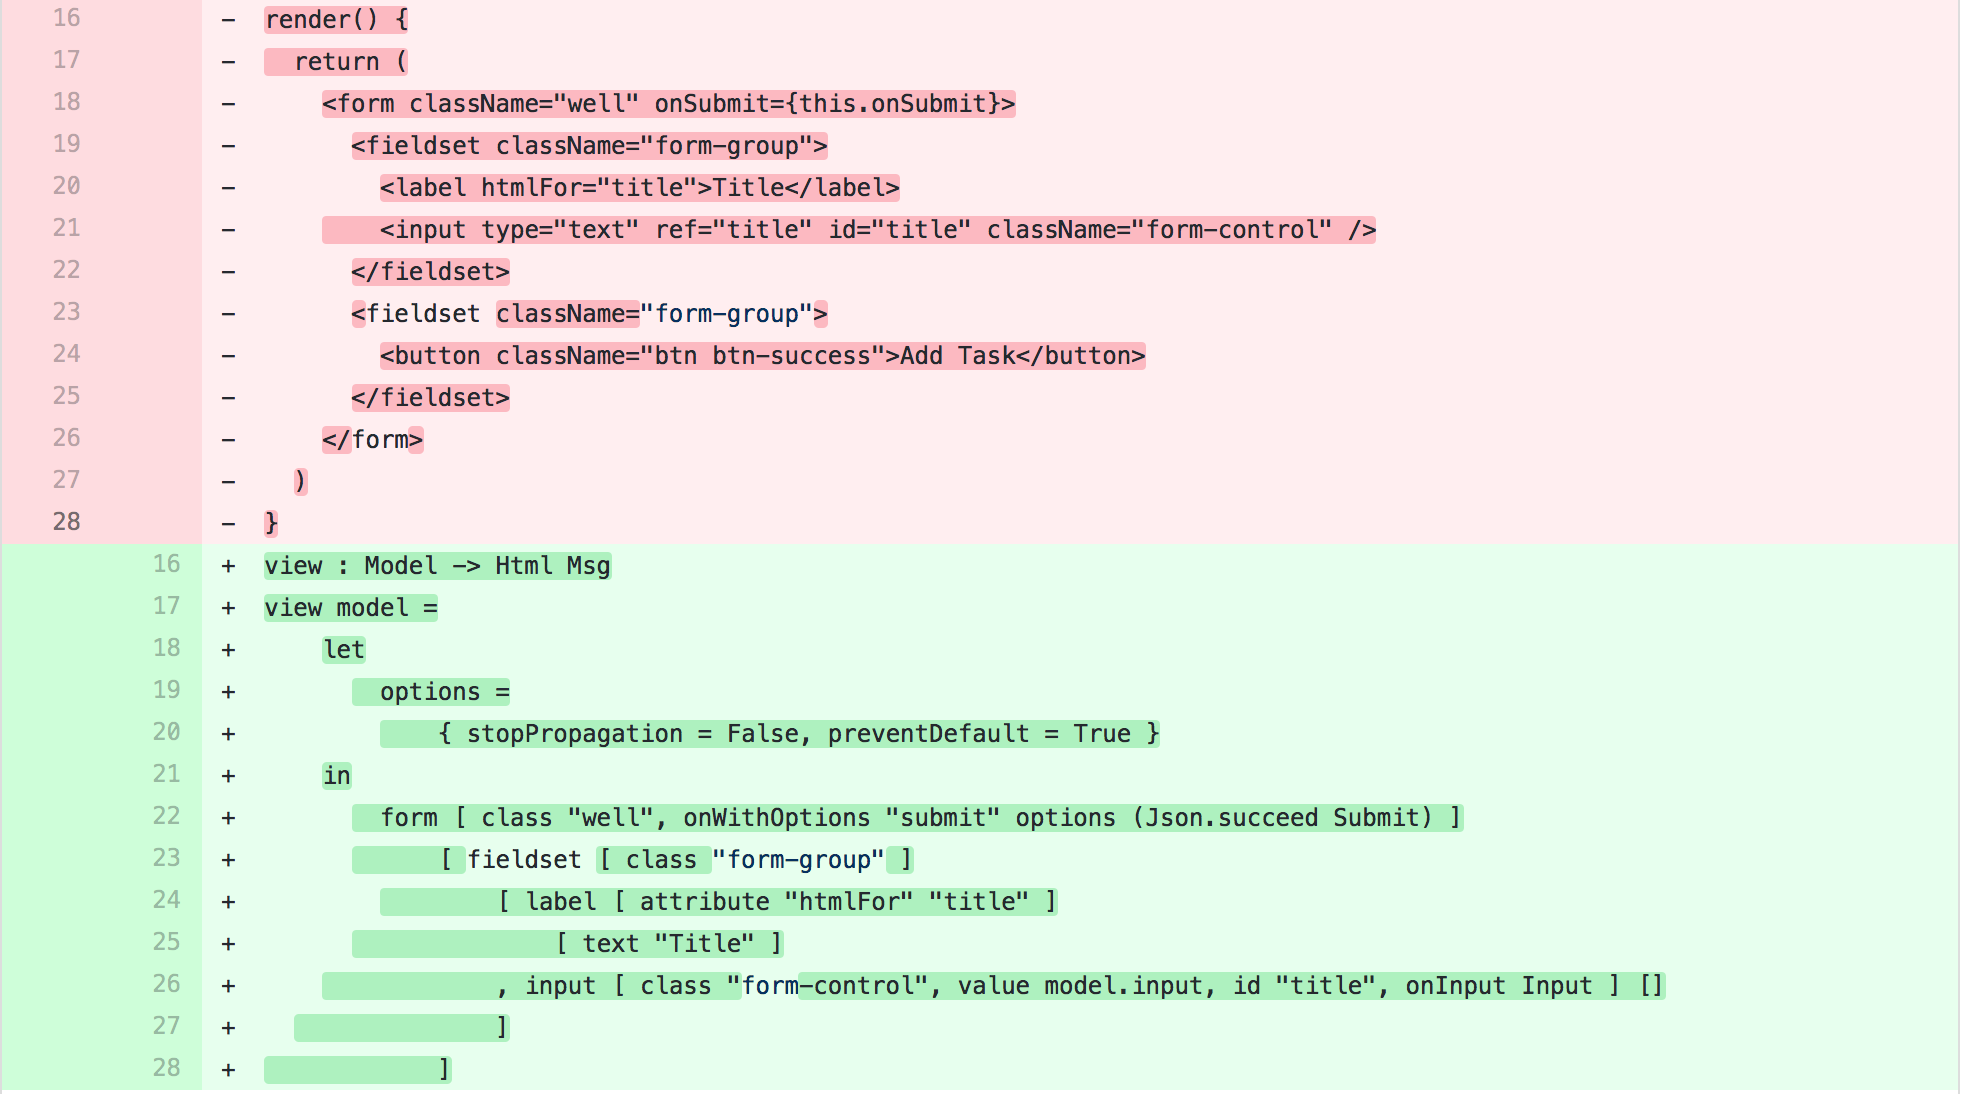 16 - render() {
17 - return (
18 - <form className="well" onSubmit={this.onSubmit}>
19 - <fieldset className="form-group">
20 - <label htmlFor="title">Title</label>
21 - <input type="text" ref="title" id="title" className="form-control" />
22 - </fieldset>
23 - <fieldset className="form-group">
24 - <button className="btn btn-success">Add Task</button>
25 - </fieldset>
26 - </form>
27 - )
28 - }
16 + view : Model -> Html Msg
17 + view model =
18 + let
19 + options =
20 + { stopPropagation = False, preventDefault = True }
21 + in
22 + form [ class "well", onWithOptions "submit" options (Json.succeed Submit) ]
23 + [ fieldset [ class "form-group" ]
24 + [ label [ attribute "htmlFor" "title" ]
25 + [ text "Title" ]
26 + , input [ class "form-control", value model.input, id "title", onInput Input ] []
27 + ]
28 + ]